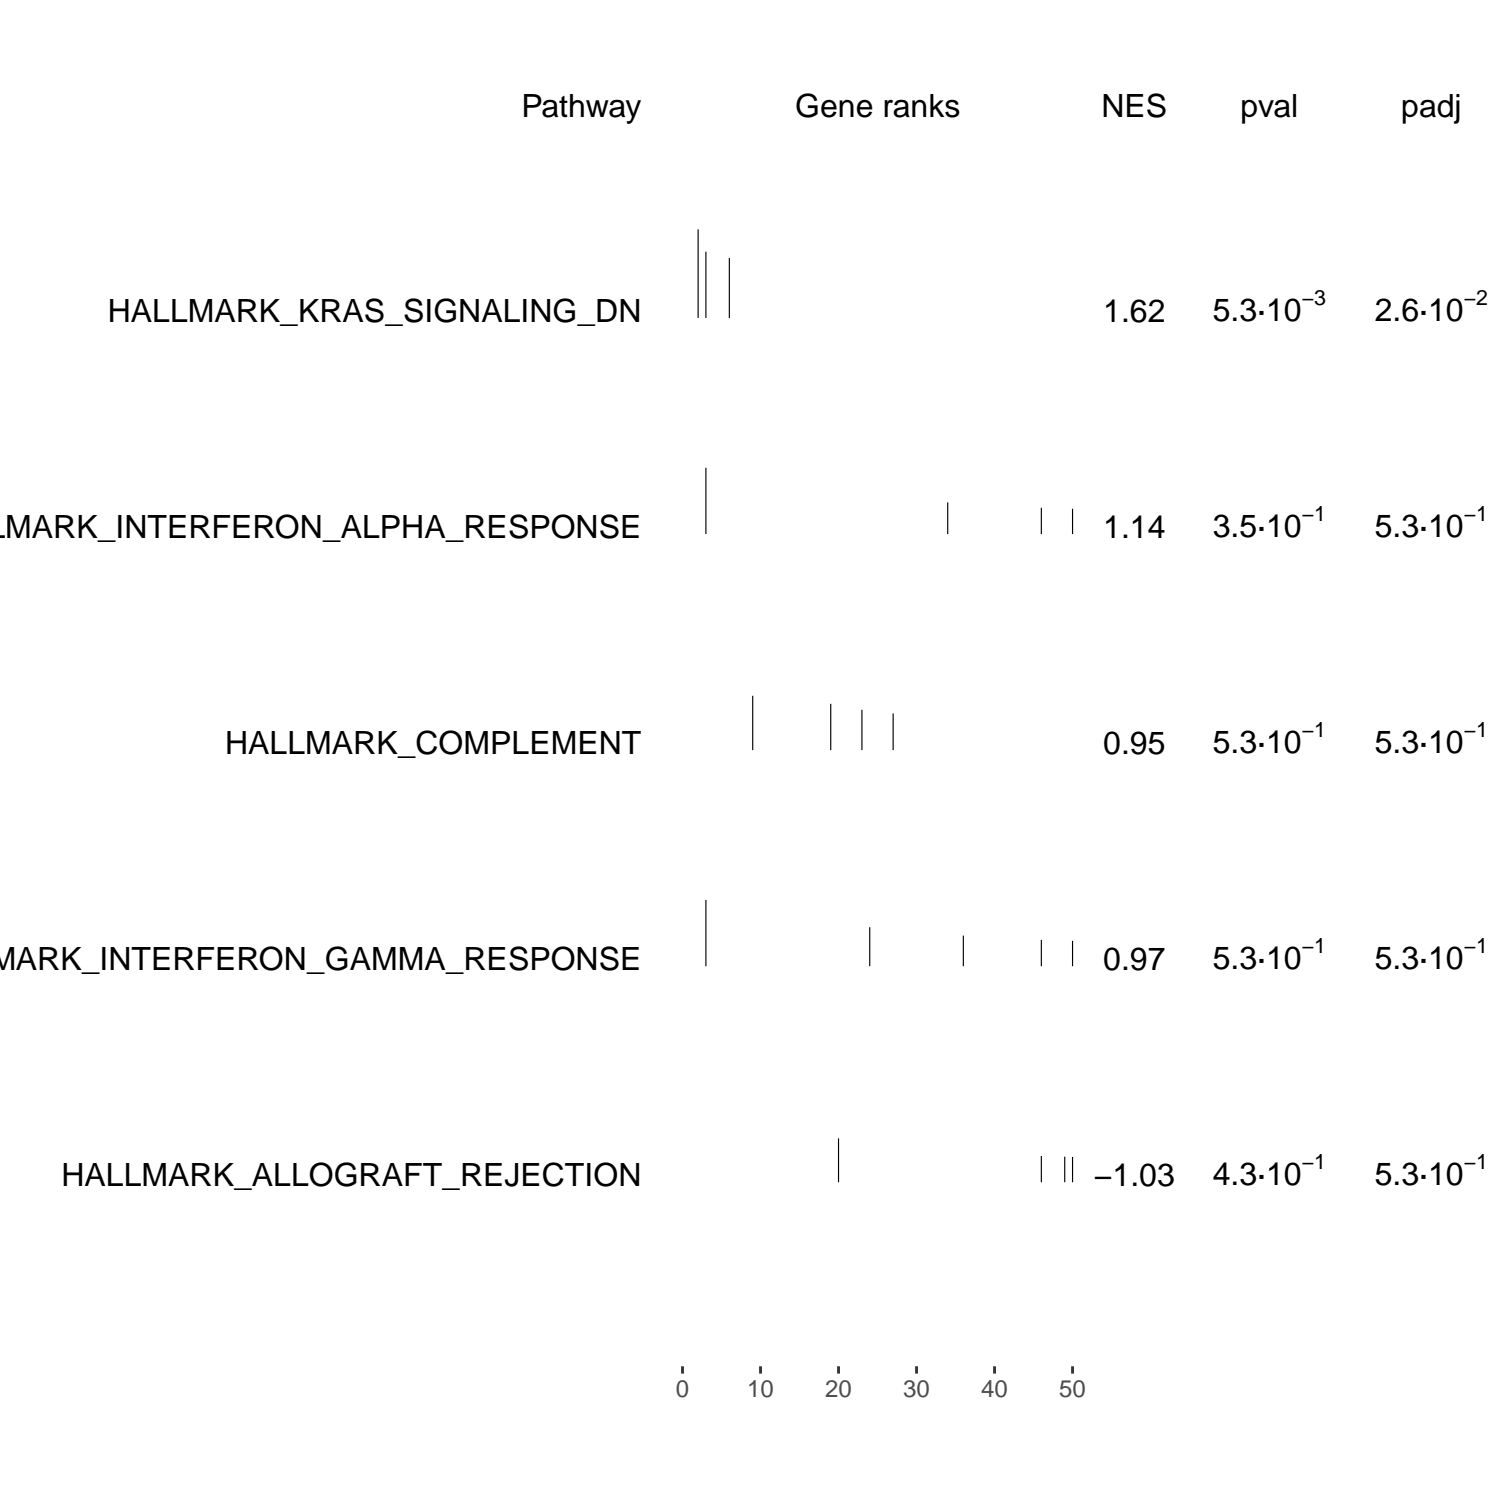 Pathway Gene ranks NES pval padj
HALLMARK_KRAS_SIGNALING_DN 1.62 5.3·10⁻³ 2.6·10⁻²
LMARK_INTERFERON_ALPHA_RESPONSE 1.14 3.5·10⁻¹ 5.3·10⁻¹
HALLMARK_COMPLEMENT 0.95 5.3·10⁻¹ 5.3·10⁻¹
MARK_INTERFERON_GAMMA_RESPONSE 0.97 5.3·10⁻¹ 5.3·10⁻¹
HALLMARK_ALLOGRAFT_REJECTION −1.03 4.3·10⁻¹ 5.3·10⁻¹
0 10 20 30 40 50